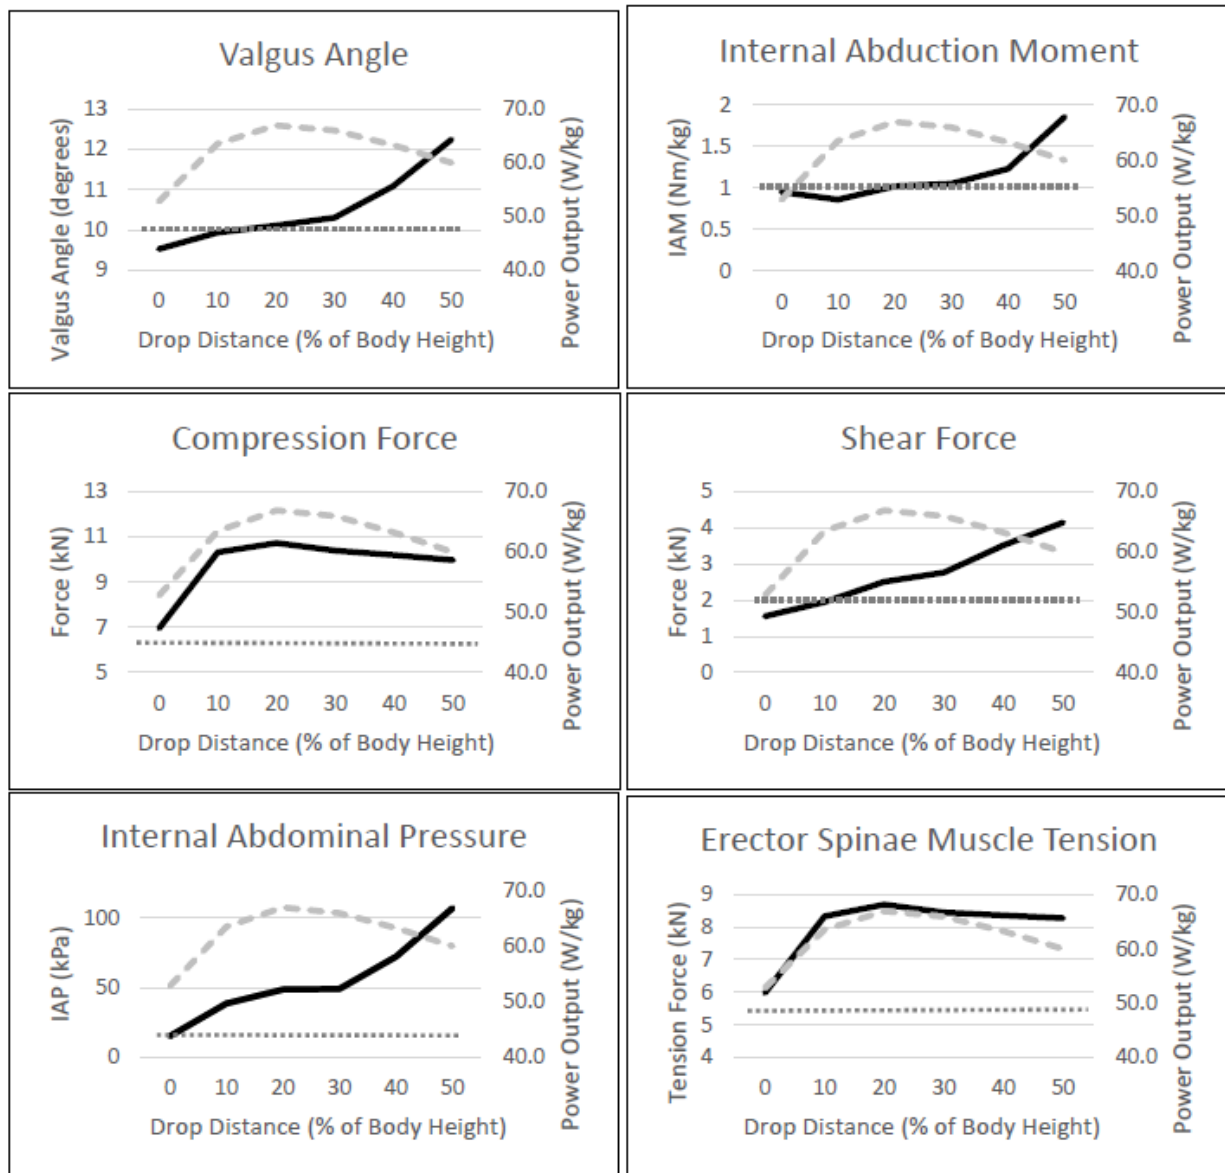 Valgus Angle
Valgus Angle (degrees)
13
12
11
10
9
70.0
60.0
50.0
40.0
Power Output (W/kg)
0 10 20 30 40 50
Drop Distance (% of Body Height)
Internal Abduction Moment
IAM (Nm/kg)
2
1.5
1
0.5
0
70.0
60.0
50.0
40.0
Power Output (W/kg)
0 10 20 30 40 50
Drop Distance (% of Body Height)
Compression Force
Force (kN)
13
11
9
7
5
70.0
60.0
50.0
40.0
Power Output (W/kg)
0 10 20 30 40 50
Drop Distance (% of Body Height)
Shear Force
Force (kN)
5
4
3
2
1
0
70.0
60.0
50.0
40.0
Power Output (W/kg)
0 10 20 30 40 50
Drop Distance (% of Body Height)
Internal Abdominal Pressure
IAP (kPa)
100
50
0
70.0
60.0
50.0
40.0
Power Output (W/kg)
0 10 20 30 40 50
Drop Distance (% of Body Height)
Erector Spinae Muscle Tension
Tension Force (kN)
9
8
7
6
5
4
70.0
60.0
50.0
40.0
Power Output (W/kg)
0 10 20 30 40 50
Drop Distance (% of Body Height)